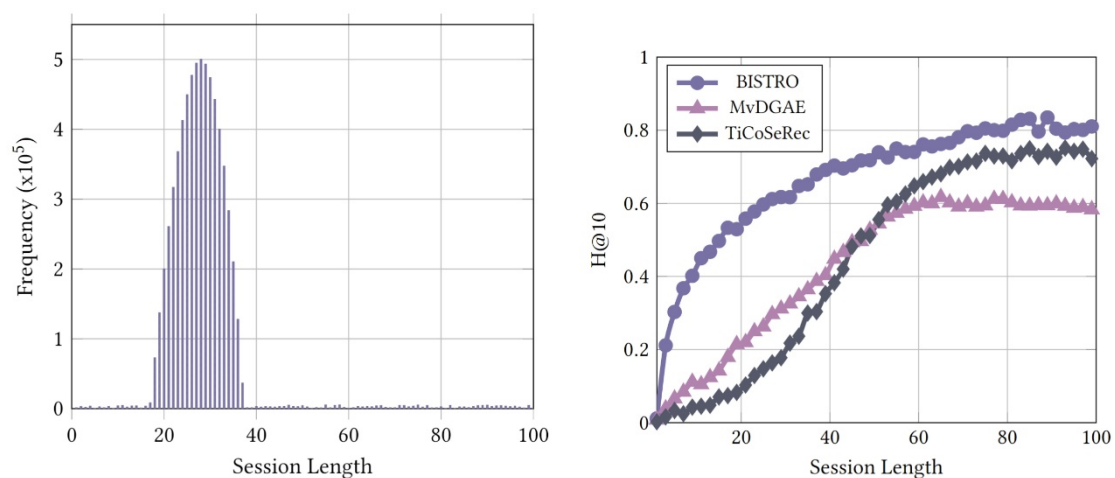 Frequency (x10⁵)
5
4
3
2
1
0
0 20 40 60 80 100
Session Length
H@10
1
0.8
0.6
0.4
0.2
0
BISTRO
MvDGAE
TiCoSeRec
20 40 60 80 100
Session Length